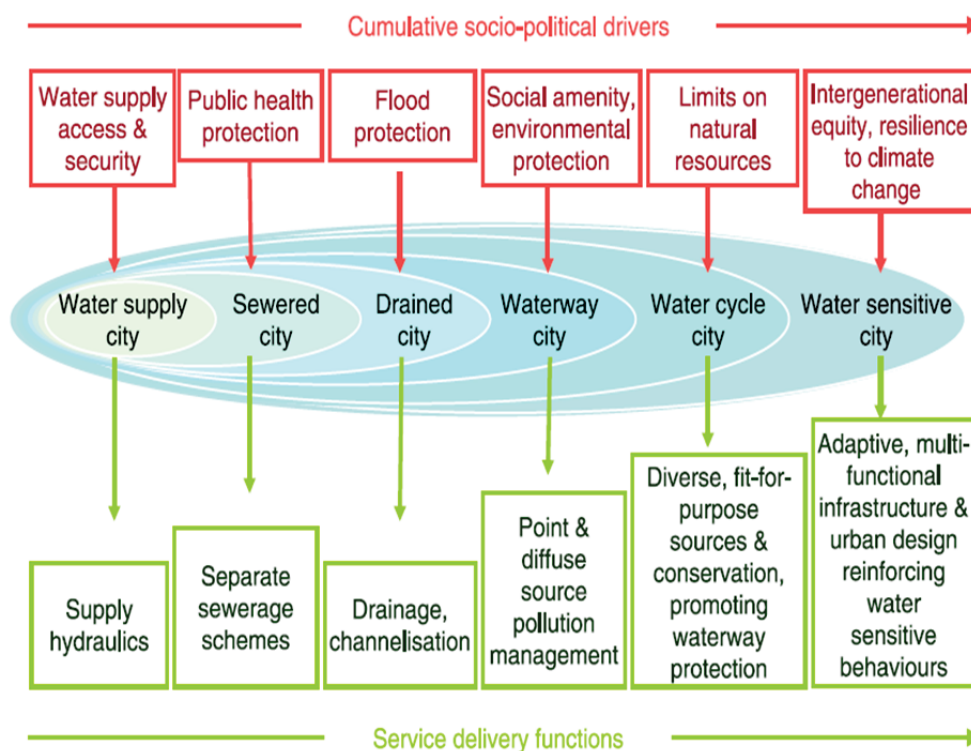 Cumulative socio-political drivers
Water supply
access &
security
Public health
protection
Flood
protection
Social amenity,
environmental
protection
Limits on
natural
resources
Intergenerational
equity, resilience
to climate
change
Water supply
city
Sewered
city
Drained
city
Waterway
city
Water cycle
city
Water sensitive
city
Supply
hydraulics
Separate
sewerage
schemes
Drainage,
channelisation
Point &
diffuse
source
pollution
management
Diverse, fit-for-
purpose
sources &
conservation,
promoting
waterway
protection
Adaptive, multi-
functional
infrastructure &
urban design
reinforcing
water
sensitive
behaviours
Service delivery functions